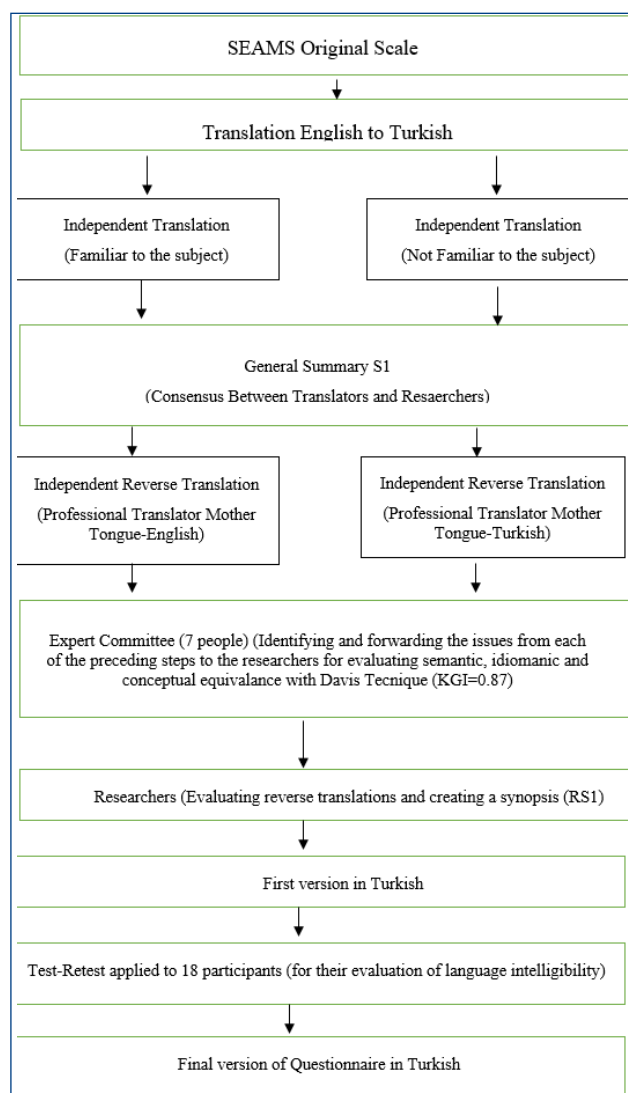 SEAMS Original Scale
Translation English to Turkish
Independent Translation
(Familiar to the subject)
Independent Translation
(Not Familiar to the subject)
General Summary S1
(Consensus Between Translators and Resaerchers)
Independent Reverse Translation
(Professional Translator Mother
Tongue-English)
Independent Reverse Translation
(Professional Translator Mother
Tongue-Turkish)
Expert Committee (7 people) (Identifying and forwarding the issues from each
of the preceding steps to the researchers for evaluating semantic, idiomanic and
conceptual equivalance with Davis Tecnique (KGI=0.87)
Researchers (Evaluating reverse translations and creating a synopsis (RS1)
First version in Turkish
Test-Retest applied to 18 participants (for their evaluation of language intelligibility)
Final version of Questionnaire in Turkish